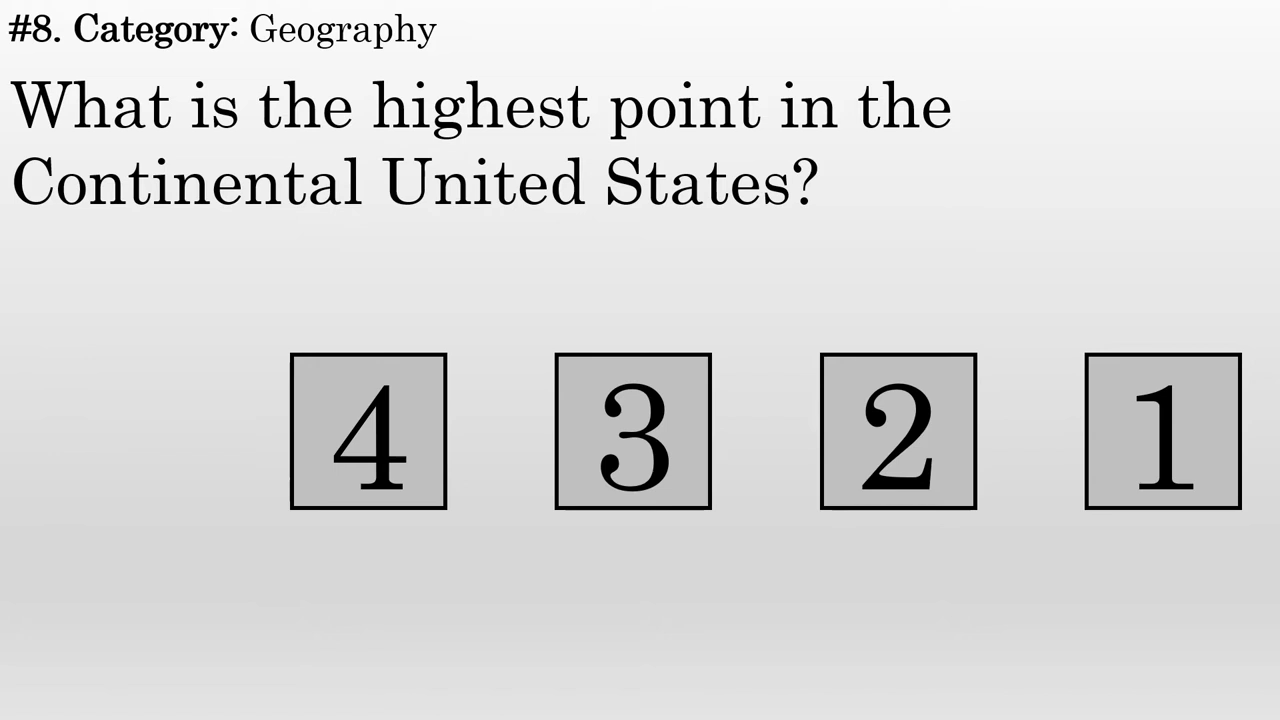 #8. Category: Geography
What is the highest point in the
Continental United States?
4 3 2 1